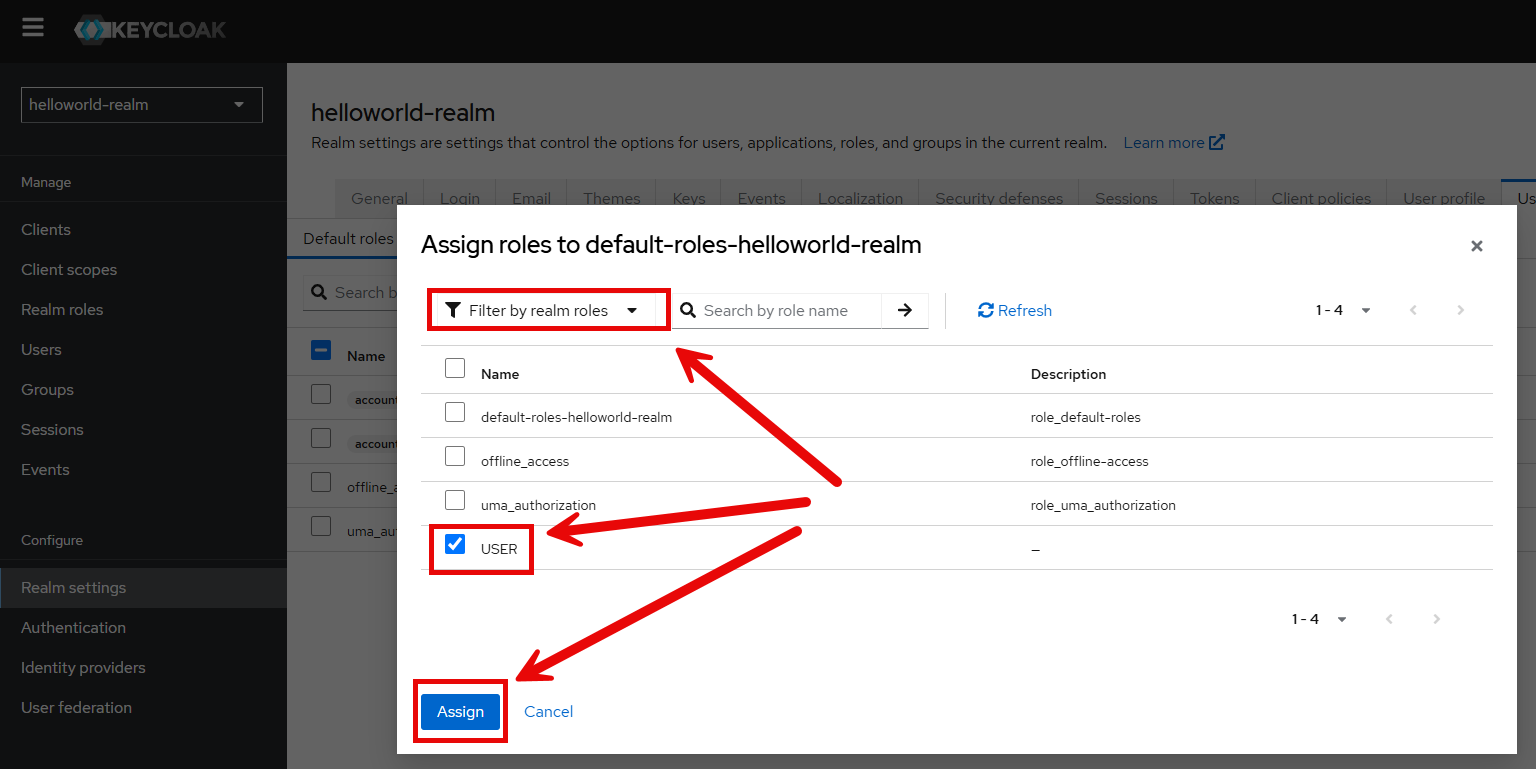 KEYCLOAK
helloworld-realm
Manage
Clients
Client scopes
Realm roles
Users
Groups
Sessions
Events
Configure
Realm settings
Authentication
Identity providers
User federation
helloworld-realm
Realm settings are settings that control the options for users, applications, roles, and groups in the current realm. Learn more
General Login Email Themes Keys Events Localization Security defenses Sessions Tokens Client policies User profile Us
Default roles
Search b
Name
account
account
offline_a
uma_au
Assign roles to default-roles-helloworld-realm
Filter by realm roles Search by role name Refresh 1 - 4
Name Description
default-roles-helloworld-realm role_default-roles
offline_access role_offline-access
uma_authorization role_uma_authorization
USER –
1 - 4
Assign Cancel